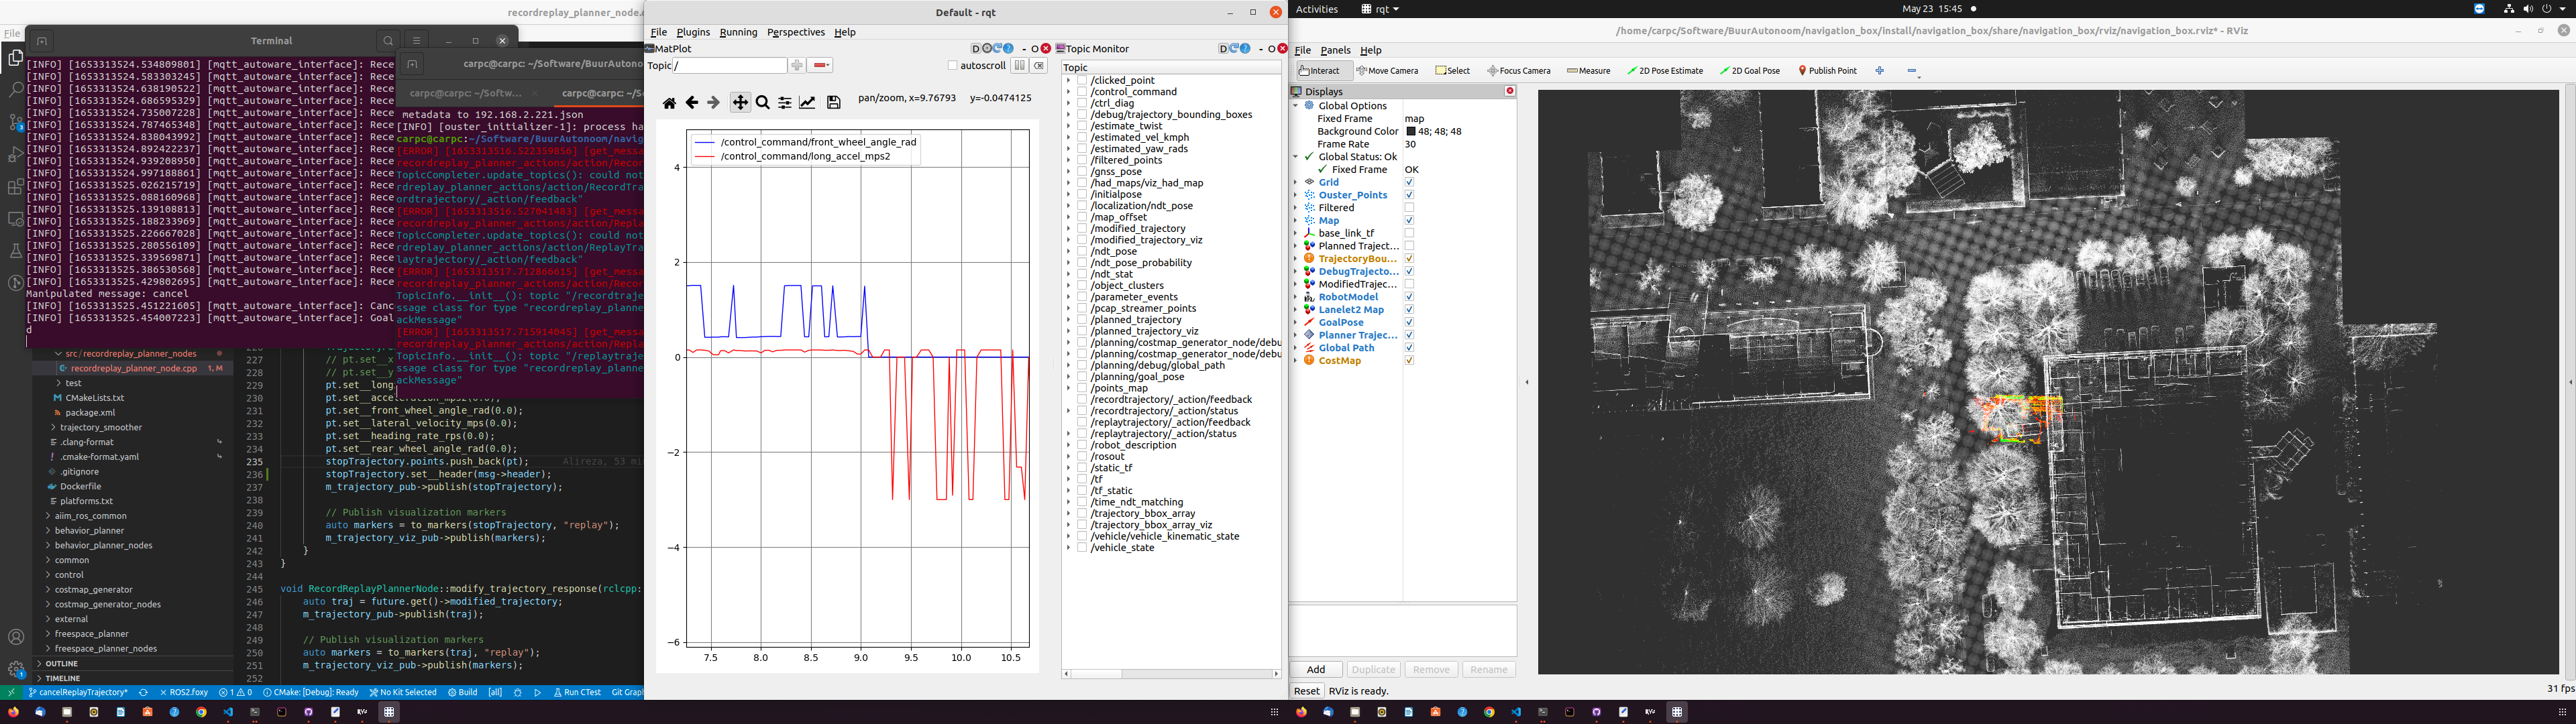 recordreplay_planner_node.c
File
Terminal
[INFO] [1653313524.534809801] [mqtt_autoware_interface]: Rece
[INFO] [1653313524.583303245] [mqtt_autoware_interface]: Rece
[INFO] [1653313524.638190522] [mqtt_autoware_interface]: Rece
[INFO] [1653313524.686595329] [mqtt_autoware_interface]: Rece
[INFO] [1653313524.735007228] [mqtt_autoware_interface]: Rece
[INFO] [1653313524.787465348] [mqtt_autoware_interface]: Rece
[INFO] [1653313524.838043992] [mqtt_autoware_interface]: Rece
[INFO] [1653313524.892422237] [mqtt_autoware_interface]: Rece
[INFO] [1653313524.939208950] [mqtt_autoware_interface]: Rece
[INFO] [1653313524.997188861] [mqtt_autoware_interface]: Rece
[INFO] [1653313525.026215719] [mqtt_autoware_interface]: Rece
[INFO] [1653313525.088160968] [mqtt_autoware_interface]: Rece
[INFO] [1653313525.139108813] [mqtt_autoware_interface]: Rece
[INFO] [1653313525.188233969] [mqtt_autoware_interface]: Rece
[INFO] [1653313525.226667028] [mqtt_autoware_interface]: Rece
[INFO] [1653313525.280556109] [mqtt_autoware_interface]: Rece
[INFO] [1653313525.339569871] [mqtt_autoware_interface]: Rece
[INFO] [1653313525.386530568] [mqtt_autoware_interface]: Rece
[INFO] [1653313525.429802695] [mqtt_autoware_interface]: Rece
Manipulated message: cancel
[INFO] [1653313525.451221605] [mqtt_autoware_interface]: Canc
[INFO] [1653313525.454007223] [mqtt_autoware_interface]: Goal
d
carpc@carpc: ~/Software/BuurAutonoo
carpc@carpc: ~/Softw...
carpc@carpc: ~/So
metadata to 192.168.2.221.json
[INFO] [ouster_initializer-1]: process ha
carpc@carpc:~/Software/BuurAutonoom/navig
[ERROR] [1653313516.522359856] [get_messa
recordreplay_planner_actions/action/Recor
TopicCompleter.update_topics(): could not
rdreplay_planner_actions/action/RecordTra
ordtrajectory/_action/feedback"
[ERROR] [1653313516.527041483] [get_messa
recordreplay_planner_actions/action/Repla
TopicCompleter.update_topics(): could not
rdreplay_planner_actions/action/ReplayTra
laytrajectory/_action/feedback"
[ERROR] [1653313517.712066615] [get_messa
recordreplay_planner_actions/action/Recor
TopicInfo.__init__(): topic "/recordtraje
ssage class for type "recordreplay_planne
ackMessage"
[ERROR] [1653313517.715914045] [get_messa
recordreplay_planner_actions/action/Repla
TopicInfo.__init__(): topic "/replaytraje
ssage class for type "recordreplay_planne
ackMessage"
src/recordreplay_planner_nodes
recordreplay_planner_node.cpp 1, M
test
CMakeLists.txt
package.xml
trajectory_smoother
.clang-format
.cmake-format.yaml
.gitignore
Dockerfile
platforms.txt
aiim_ros_common
behavior_planner
behavior_planner_nodes
common
control
costmap_generator
costmap_generator_nodes
external
freespace_planner
freespace_planner_nodes
OUTLINE
TIMELINE
227 // pt.set__x
228 // pt.set__y
229 pt.set__long
230 pt.set__acceleration_mps2(0.0);
231 pt.set__front_wheel_angle_rad(0.0);
232 pt.set__lateral_velocity_mps(0.0);
233 pt.set__heading_rate_rps(0.0);
234 pt.set__rear_wheel_angle_rad(0.0);
235 stopTrajectory.points.push_back(pt); Alireza, 53 min
236 stopTrajectory.set__header(msg->header);
237 m_trajectory_pub->publish(stopTrajectory);
238
239 // Publish visualization markers
240 auto markers = to_markers(stopTrajectory, "replay");
241 m_trajectory_viz_pub->publish(markers);
242 }
243 }
244
245 void RecordReplayPlannerNode::modify_trajectory_response(rclcpp:
246 auto traj = future.get()->modified_trajectory;
247 m_trajectory_pub->publish(traj);
248
249 // Publish visualization markers
250 auto markers = to_markers(traj, "replay");
251 m_trajectory_viz_pub->publish(markers);
252
cancelReplayTrajectory* ROS2.foxy 1 0 CMake: [Debug]: Ready No Kit Selected Build [all] Run CTest Git Graph
Default - rqt
File Plugins Running Perspectives Help
MatPlot
D - O
Topic /
autoscroll
pan/zoom, x=9.76793 y=-0.0474125
/control_command/front_wheel_angle_rad
/control_command/long_accel_mps2
4
2
0
−2
−4
−6
7.5 8.0 8.5 9.0 9.5 10.0 10.5
Topic Monitor
D - O
Topic
/clicked_point
/control_command
/ctrl_diag
/debug/trajectory_bounding_boxes
/estimate_twist
/estimated_vel_kmph
/estimated_yaw_rads
/filtered_points
/gnss_pose
/had_maps/viz_had_map
/initialpose
/localization/ndt_pose
/map_offset
/modified_trajectory
/modified_trajectory_viz
/ndt_pose
/ndt_pose_probability
/ndt_stat
/object_clusters
/parameter_events
/pcap_streamer_points
/planned_trajectory
/planned_trajectory_viz
/planning/costmap_generator_node/debu
/planning/costmap_generator_node/debu
/planning/debug/global_path
/planning/goal_pose
/points_map
/recordtrajectory/_action/feedback
/recordtrajectory/_action/status
/replaytrajectory/_action/feedback
/replaytrajectory/_action/status
/robot_description
/rosout
/static_tf
/tf
/tf_static
/time_ndt_matching
/trajectory_bbox_array
/trajectory_bbox_array_viz
/vehicle/vehicle_kinematic_state
/vehicle_state
Activities rqt May 23 15:45
/home/carpc/Software/BuurAutonoom/navigation_box/install/navigation_box/share/navigation_box/rviz/navigation_box.rviz* - RViz
File Panels Help
Interact Move Camera Select Focus Camera Measure 2D Pose Estimate 2D Goal Pose Publish Point
Displays
Global Options
Fixed Frame map
Background Color 48; 48; 48
Frame Rate 30
Global Status: Ok
Fixed Frame OK
Grid
Ouster_Points
Filtered
Map
base_link_tf
Planned Traject...
TrajectoryBou...
DebugTrajecto...
ModifiedTrajec...
RobotModel
Lanelet2 Map
GoalPose
Planner Trajec...
Global Path
CostMap
Add Duplicate Remove Rename
Reset RViz is ready.
31 fps